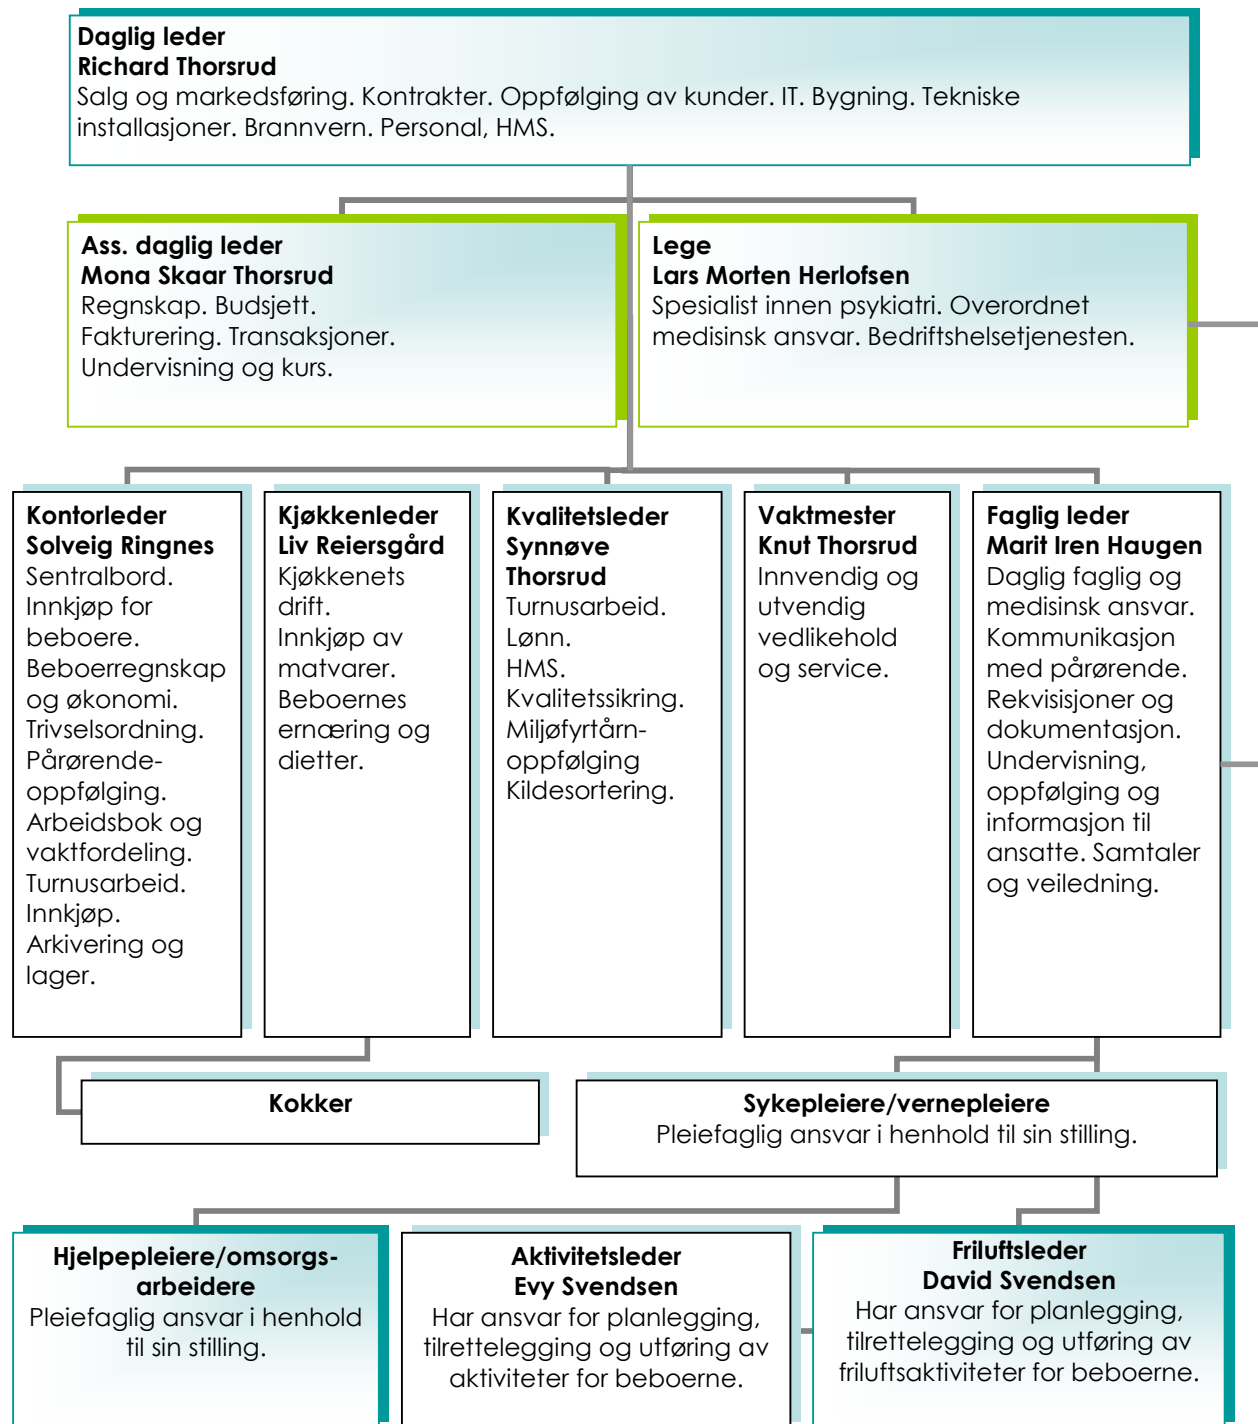 Daglig leder
Richard Thorsrud
Salg og markedsføring. Kontrakter. Oppfølging av kunder. IT. Bygning. Tekniske
installasjoner. Brannvern. Personal, HMS.
Ass. daglig leder
Mona Skaar Thorsrud
Regnskap. Budsjett.
Fakturering. Transaksjoner.
Undervisning og kurs.
Lege
Lars Morten Herlofsen
Spesialist innen psykiatri. Overordnet
medisinsk ansvar. Bedriftshelsetjenesten.
Kontorleder
Solveig Ringnes
Sentralbord.
Innkjøp for
beboere.
Beboerregnskap
og økonomi.
Trivselsordning.
Pårørende-
oppfølging.
Arbeidsbok og
vaktfordeling.
Turnusarbeid.
Innkjøp.
Arkivering og
lager.
Kjøkkenleder
Liv Reiersgård
Kjøkkenets
drift.
Innkjøp av
matvarer.
Beboernes
ernæring og
dietter.
Kvalitetsleder
Synnøve
Thorsrud
Turnusarbeid.
Lønn.
HMS.
Kvalitetssikring.
Miljøfyrtårn-
oppfølging
Kildesortering.
Vaktmester
Knut Thorsrud
Innvendig og
utvendig
vedlikehold
og service.
Faglig leder
Marit Iren Haugen
Daglig faglig og
medisinsk ansvar.
Kommunikasjon
med pårørende.
Rekvisisjoner og
dokumentasjon.
Undervisning,
oppfølging og
informasjon til
ansatte. Samtaler
og veiledning.
Kokker
Sykepleiere/vernepleiere
Pleiefaglig ansvar i henhold til sin stilling.
Hjelpepleiere/omsorgs-
arbeidere
Pleiefaglig ansvar i henhold
til sin stilling.
Aktivitetsleder
Evy Svendsen
Har ansvar for planlegging,
tilrettelegging og utføring av
aktiviteter for beboerne.
Friluftsleder
David Svendsen
Har ansvar for planlegging,
tilrettelegging og utføring av
friluftsaktiviteter for beboerne.